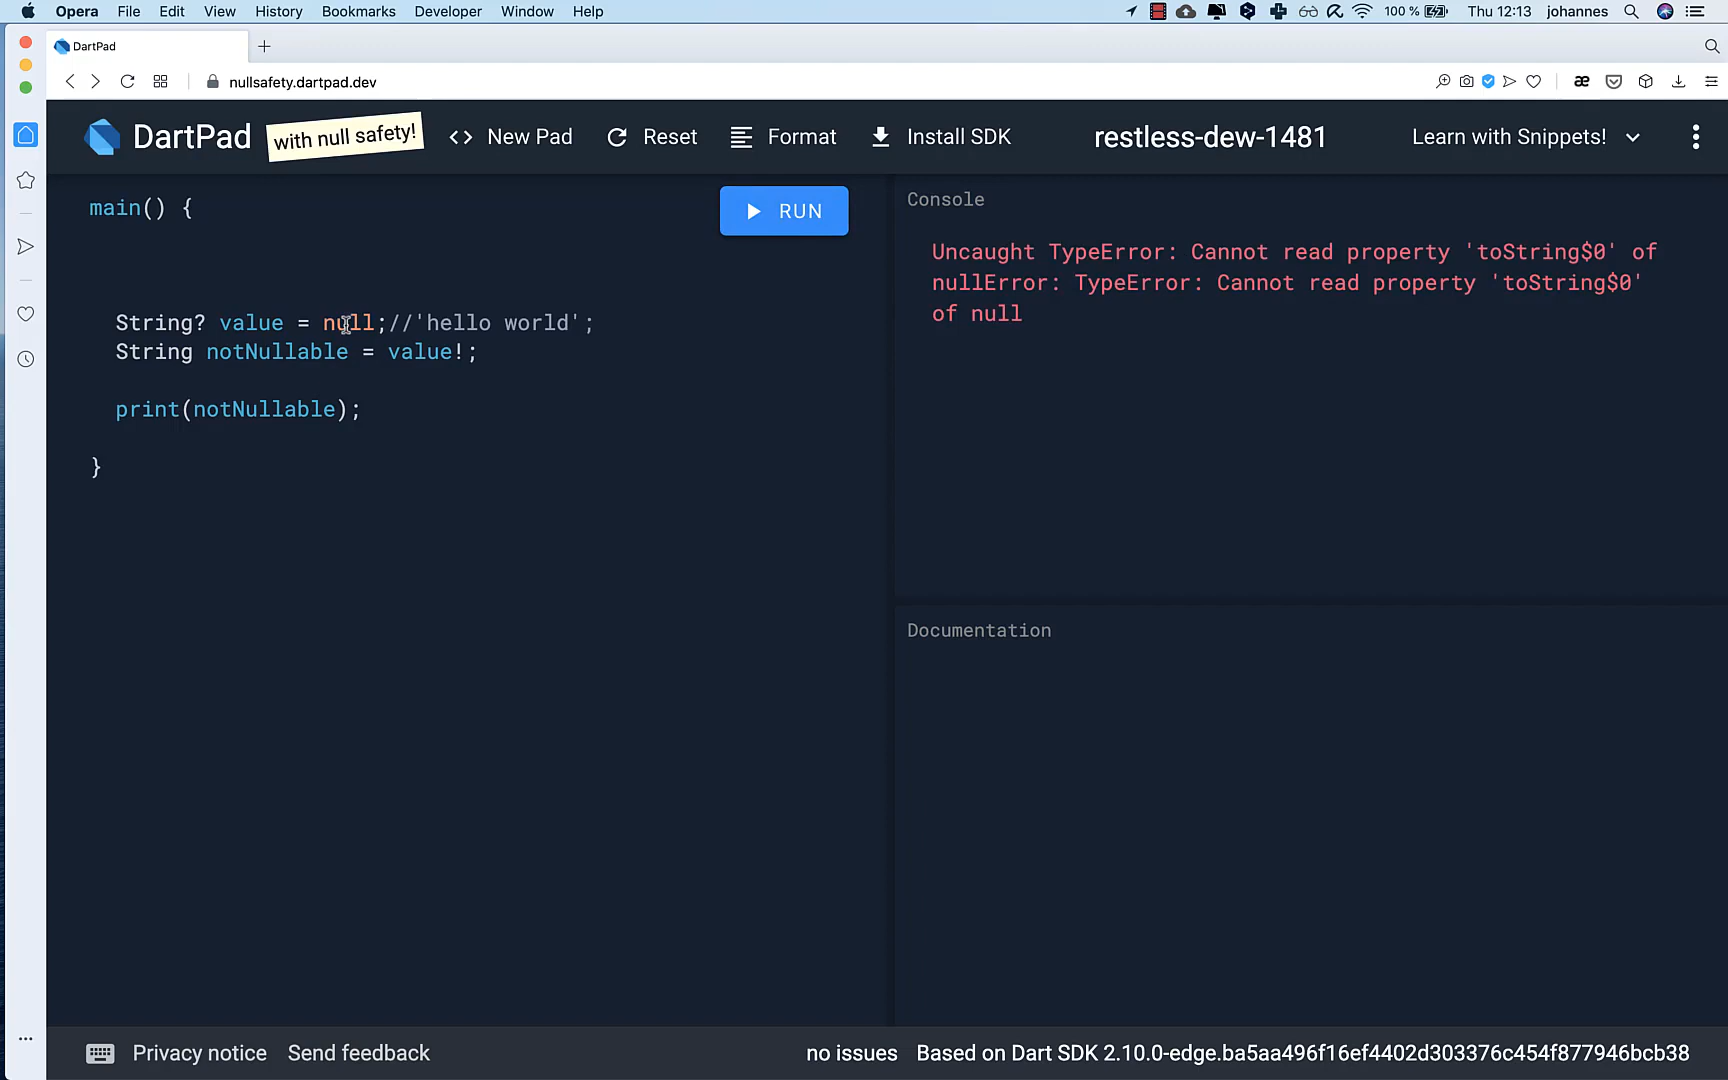 Opera File Edit View History Bookmarks Developer Window Help 100 % Thu 12:13 johannes
DartPad
nullsafety.dartpad.dev
DartPad with null safety! <> New Pad Reset Format Install SDK restless-dew-1481 Learn with Snippets!
main() {
RUN
String? value = null;//'hello world';
String notNullable = value!;
print(notNullable);
}
Console
Uncaught TypeError: Cannot read property 'toString$0' of
nullError: TypeError: Cannot read property 'toString$0'
of null
Documentation
Privacy notice Send feedback no issues Based on Dart SDK 2.10.0-edge.ba5aa496f16ef4402d303376c454f877946bcb38